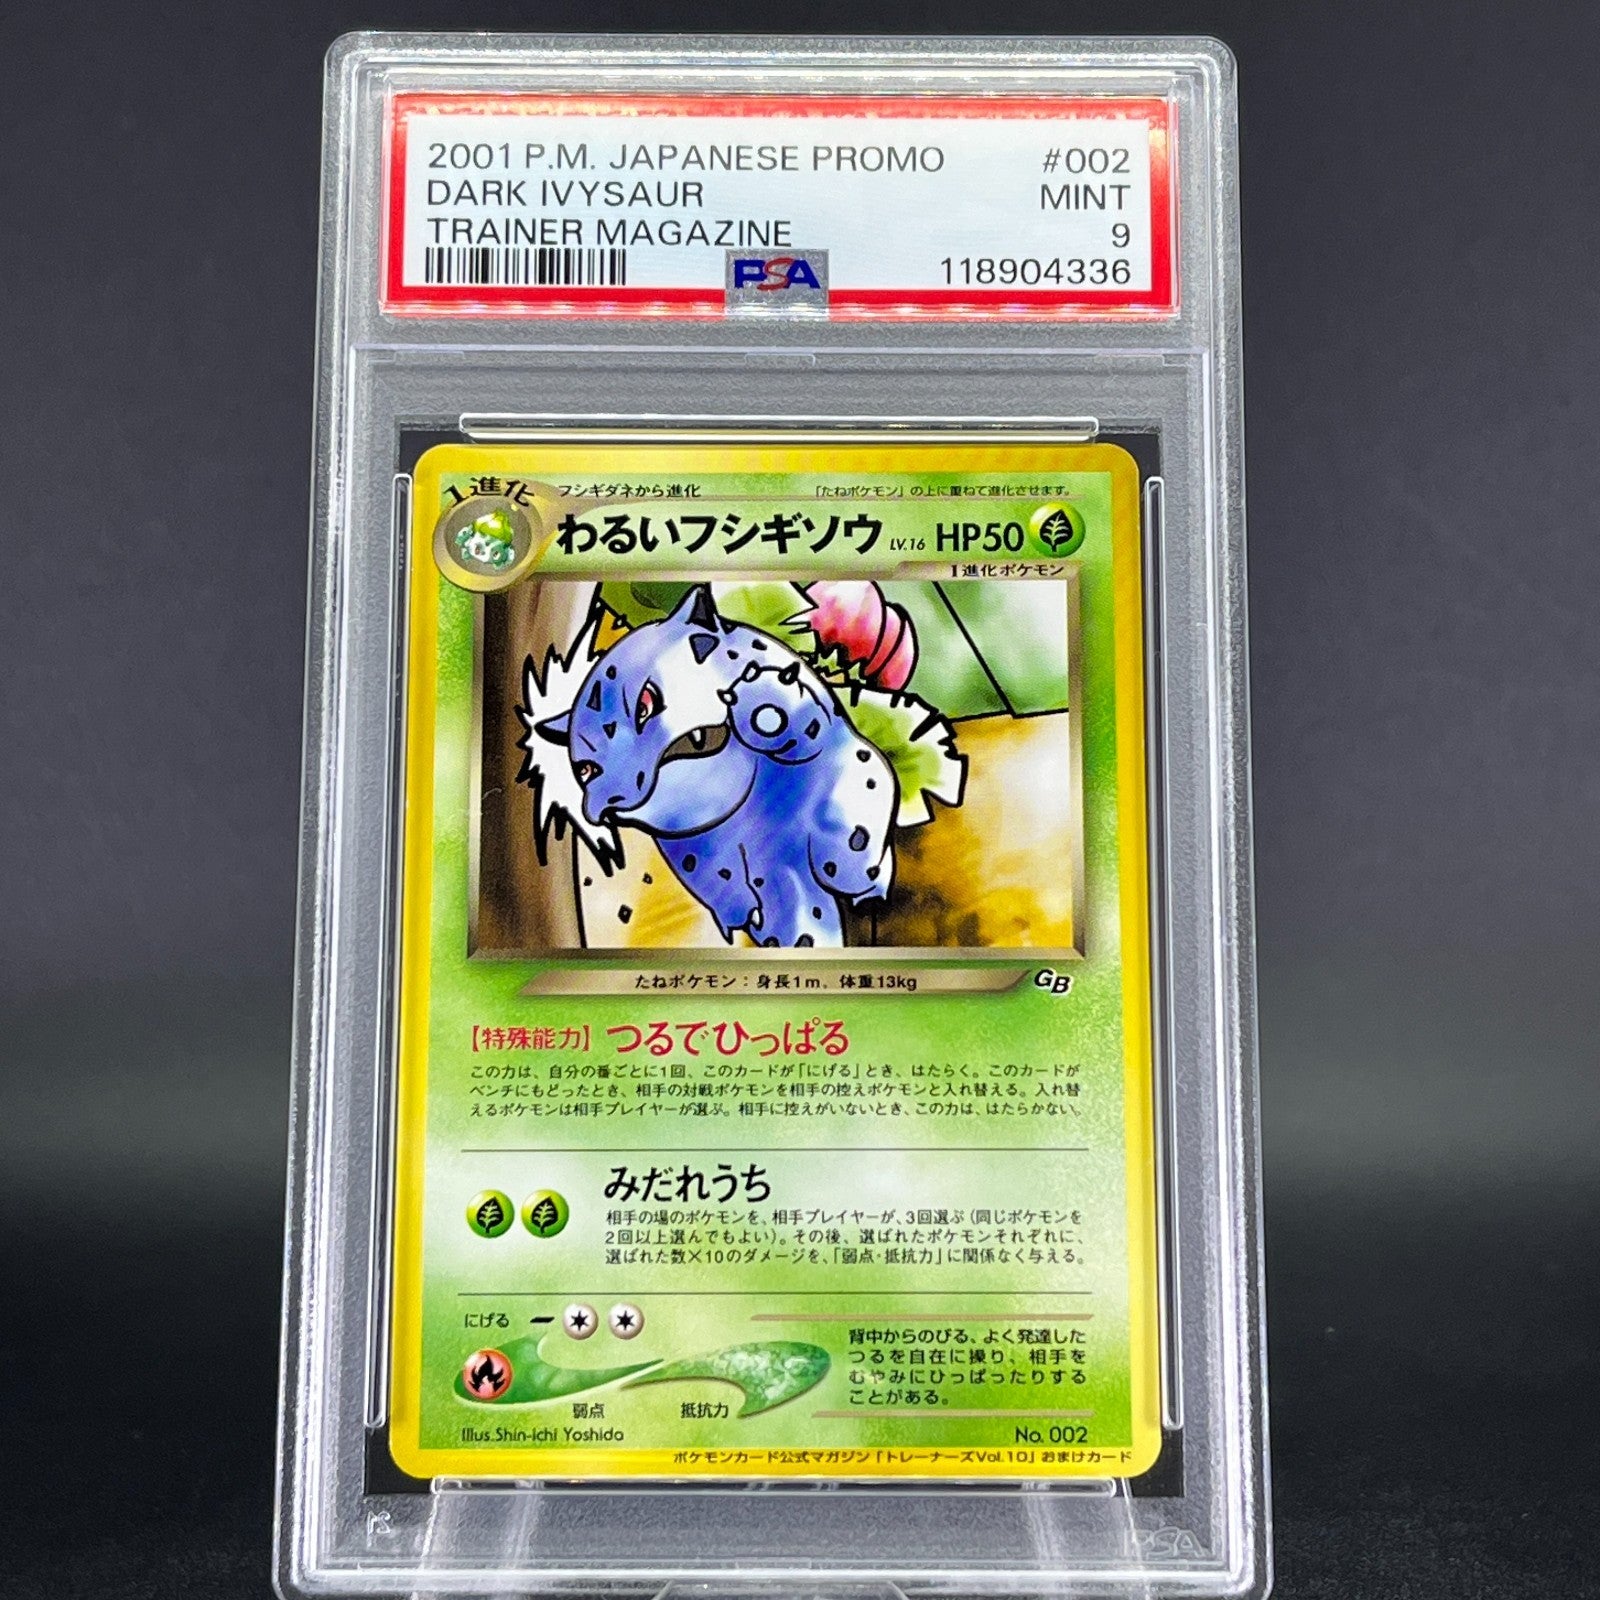 2001 P.M. JAPANESE PROMO #002
DARK IVYSAUR MINT
TRAINER MAGAZINE 9
PSA 118904336
1進化 フシギダネから進化 「たねポケモン」の上に重ねて進化させます。
わるいフシギソウ LV.16 HP50
1進化ポケモン
たねポケモン：身長1m，体重13kg
GB
【特殊能力】つるでひっぱる
この力は、自分の番ごとに1回、このカードが「にげる」とき、はたらく。このカードが
ベンチにもどったとき、相手の対戦ポケモンを相手の控えポケモンと入れ替える。入れ替
えるポケモンは相手プレイヤーが選ぶ。相手に控えがいないとき、この力は、はたらかない。
みだれうち
相手の場のポケモンを、相手プレイヤーが、3回選ぶ（同じポケモンを
2回以上選んでもよい）。その後、選ばれたポケモンそれぞれに、
選ばれた数×10のダメージを、「弱点・抵抗力」に関係なく与える。
にげる
背中からのびる、よく発達した
つるを自在に操り、相手を
むやみにひっぱったりする
ことがある。
弱点 抵抗力
Illus.Shin-ichi Yoshida No. 002
ポケモンカード公式マガジン「トレーナーズVol.10」おまけカード
PSA